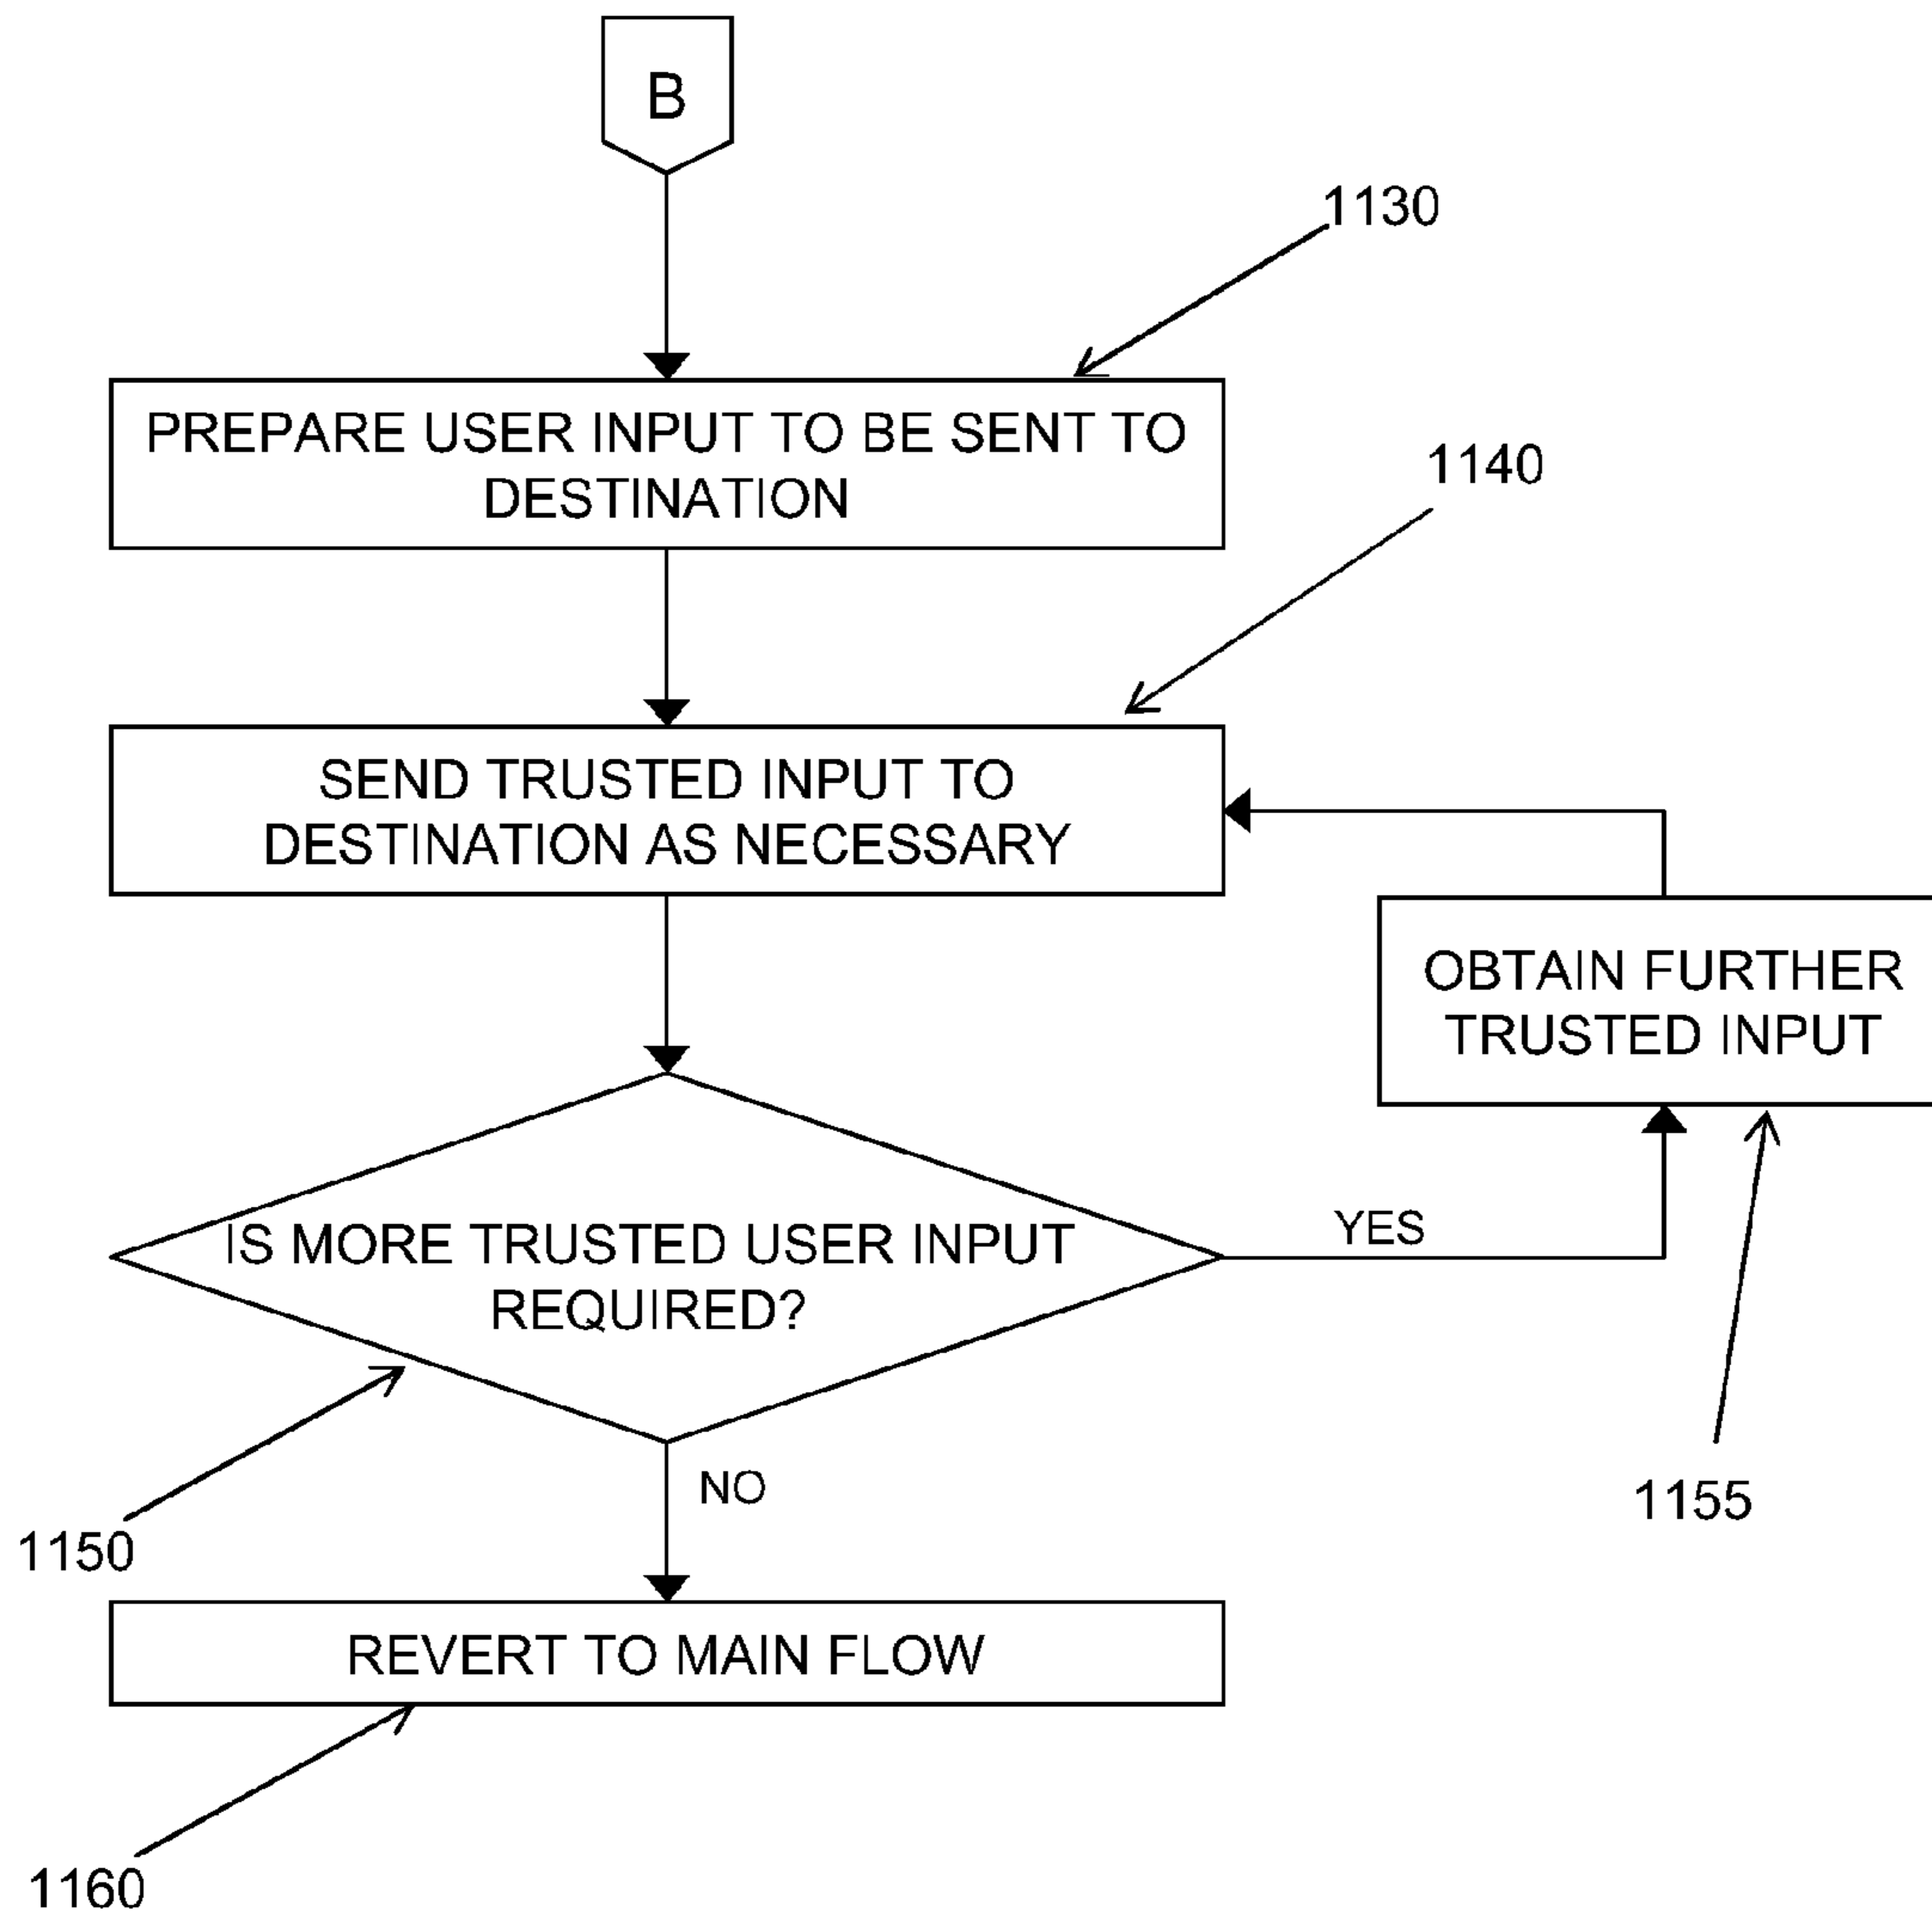 B
1130
PREPARE USER INPUT TO BE SENT TO
DESTINATION
1140
SEND TRUSTED INPUT TO
DESTINATION AS NECESSARY
OBTAIN FURTHER
TRUSTED INPUT
IS MORE TRUSTED USER INPUT
REQUIRED?
YES
NO
1155
1150
REVERT TO MAIN FLOW
1160